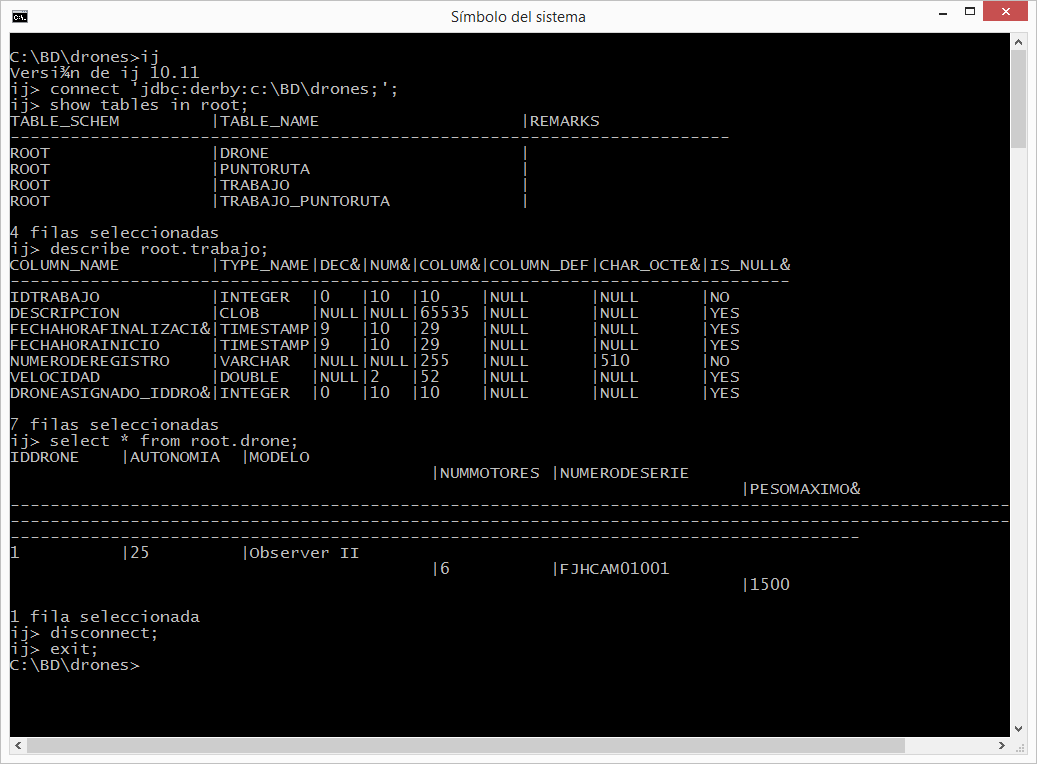 Símbolo del sistema
C:\BD\drones>ij
Versi¾n de ij 10.11
ij> connect 'jdbc:derby:c:\BD\drones;';
ij> show tables in root;
TABLE_SCHEM         |TABLE_NAME                    |REMARKS
------------------------------------------------------------------------
ROOT                |DRONE                         |
ROOT                |PUNTORUTA                     |
ROOT                |TRABAJO                       |
ROOT                |TRABAJO_PUNTORUTA             |
4 filas seleccionadas
ij> describe root.trabajo;
COLUMN_NAME         |TYPE_NAME|DEC&|NUM&|COLUM&|COLUMN_DEF|CHAR_OCTE&|IS_NULL&
------------------------------------------------------------------------------
IDTRABAJO           |INTEGER  |0   |10  |10    |NULL      |NULL      |NO
DESCRIPCION         |CLOB     |NULL|NULL|65535 |NULL      |NULL      |YES
FECHAHORAFINALIZACI&|TIMESTAMP|9   |10  |29    |NULL      |NULL      |YES
FECHAHORAINICIO     |TIMESTAMP|9   |10  |29    |NULL      |NULL      |YES
NUMERODEREGISTRO    |VARCHAR  |NULL|NULL|255   |NULL      |510       |NO
VELOCIDAD           |DOUBLE   |NULL|2   |52    |NULL      |NULL      |YES
DRONEASIGNADO_IDDRO&|INTEGER  |0   |10  |10    |NULL      |NULL      |YES
7 filas seleccionadas
ij> select * from root.drone;
IDDRONE    |AUTONOMIA  |MODELO
|NUMMOTORES |NUMERODESERIE
|PESOMAXIMO&
----------------------------------------------------------------------------------------------------
----------------------------------------------------------------------------------------------------
-------------------------------------------------------------------------------------
1          |25         |Observer II
|6          |FJHCAM01001
|1500
1 fila seleccionada
ij> disconnect;
ij> exit;
C:\BD\drones>